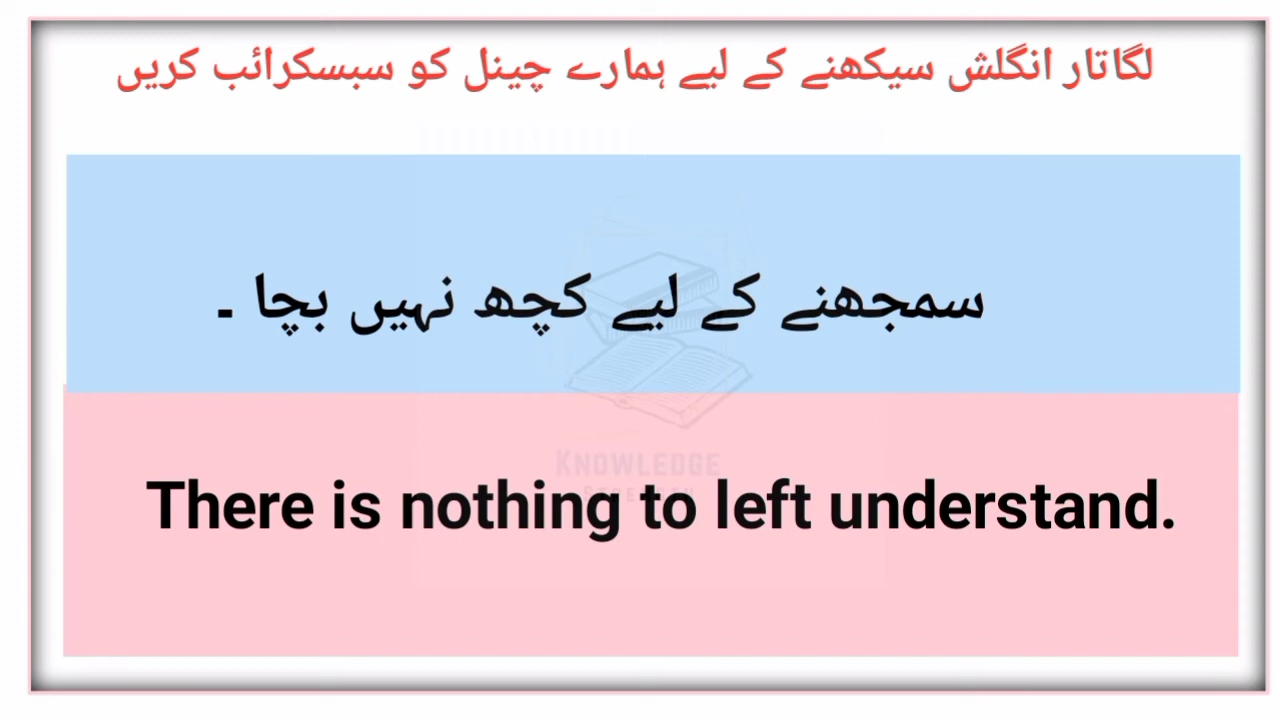 لگاتار انگلش سیکھنے کے لیے ہمارے چینل کو سبسکرائب کریں
سمجھنے کے لیے کچھ نہیں بچا ۔
KNOWLEDGE
There is nothing to left understand.